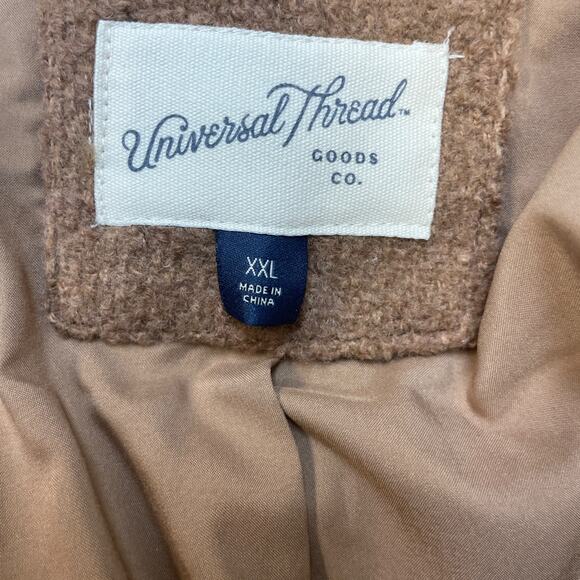 Universal Thread™
GOODS
CO.
XXL
MADE IN
CHINA